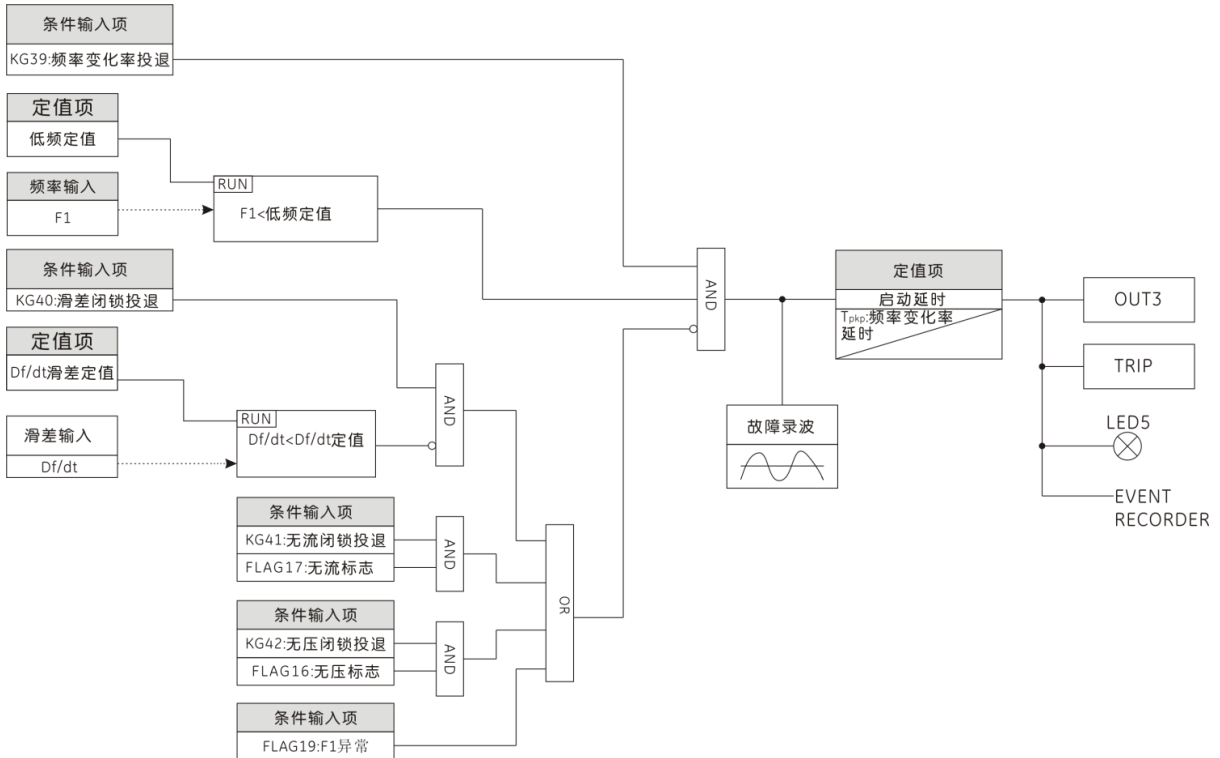 条件输入项
KG39:频率变化率投退
定值项
低频定值
频率输入
F1
RUN
F1<低频定值
条件输入项
KG40:滑差闭锁投退
定值项
Df/dt滑差定值
滑差输入
Df/dt
RUN
Df/dt<Df/dt定值
AND
条件输入项
KG41:无流闭锁投退
FLAG17:无流标志
AND
条件输入项
KG42:无压闭锁投退
FLAG16:无压标志
AND
条件输入项
FLAG19:F1异常
OR
AND
故障录波
定值项
启动延时
Tpkp:频率变化率
延时
OUT3
TRIP
LED5
EVENT
RECORDER